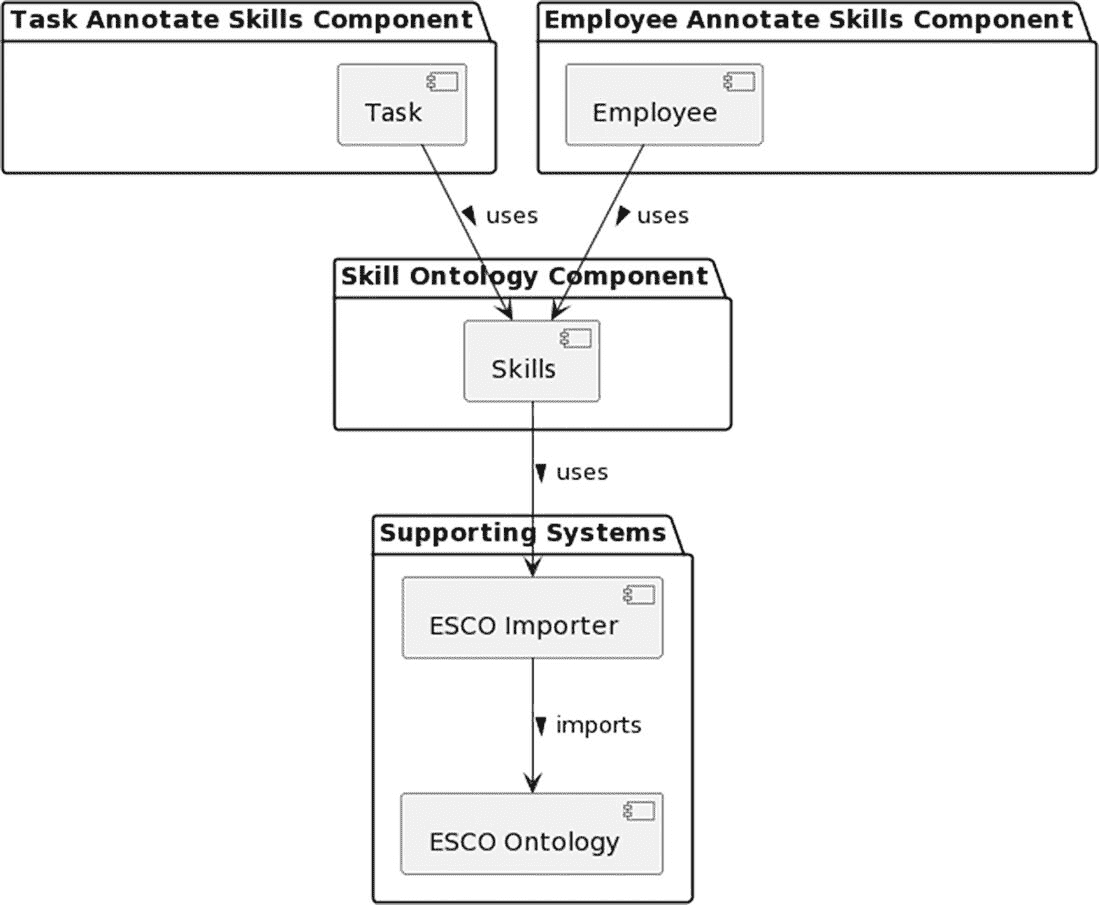 Task Annotate Skills Component
Employee Annotate Skills Component
Task
Employee
uses
uses
Skill Ontology Component
Skills
uses
Supporting Systems
ESCO Importer
imports
ESCO Ontology